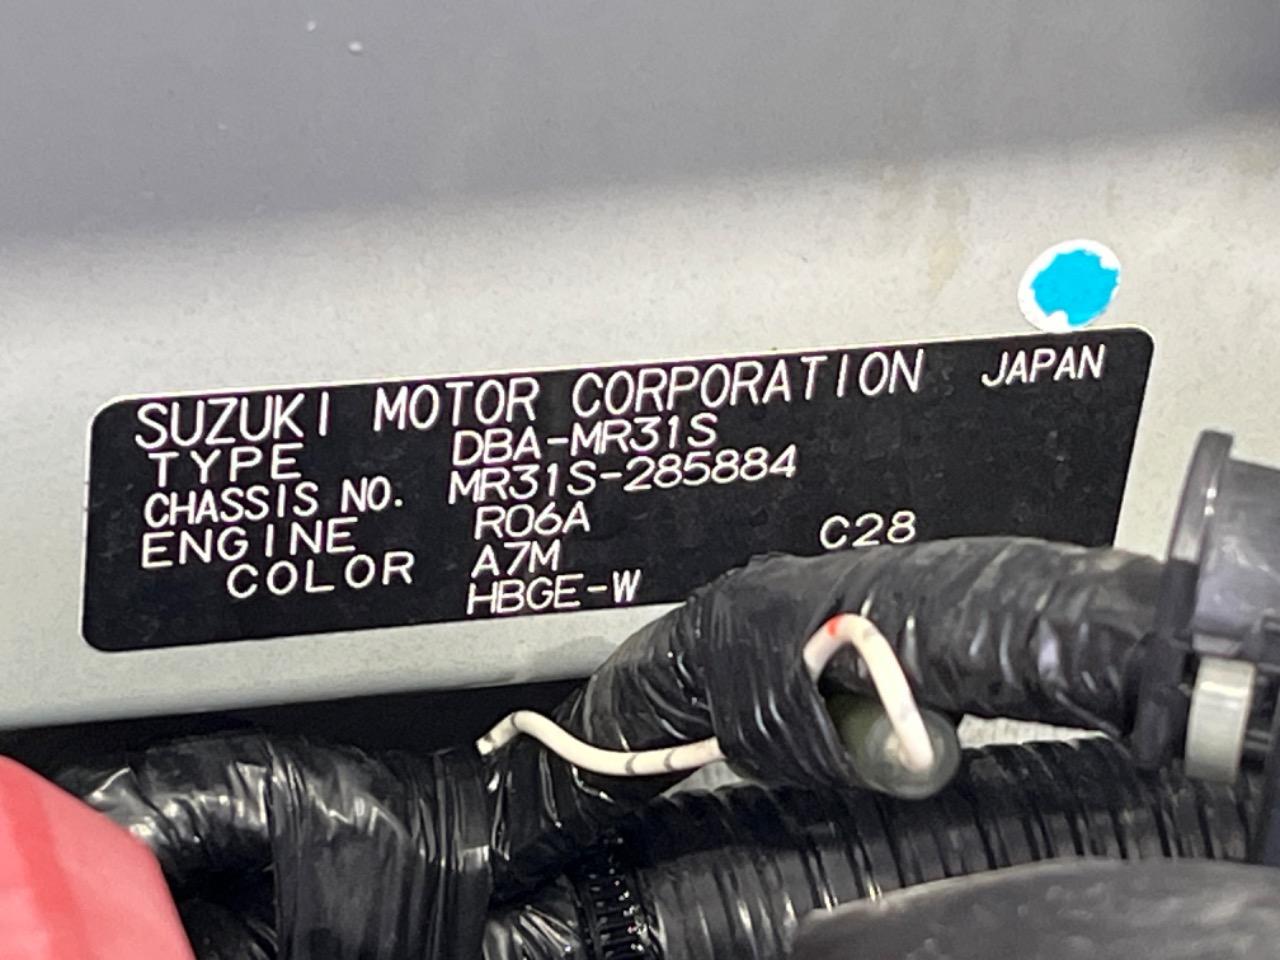 SUZUKI MOTOR CORPORATION JAPAN
TYPE DBA-MR31S
CHASSIS NO. MR31S-285884
ENGINE R06A
COLOR A7M C28
HBGE-W